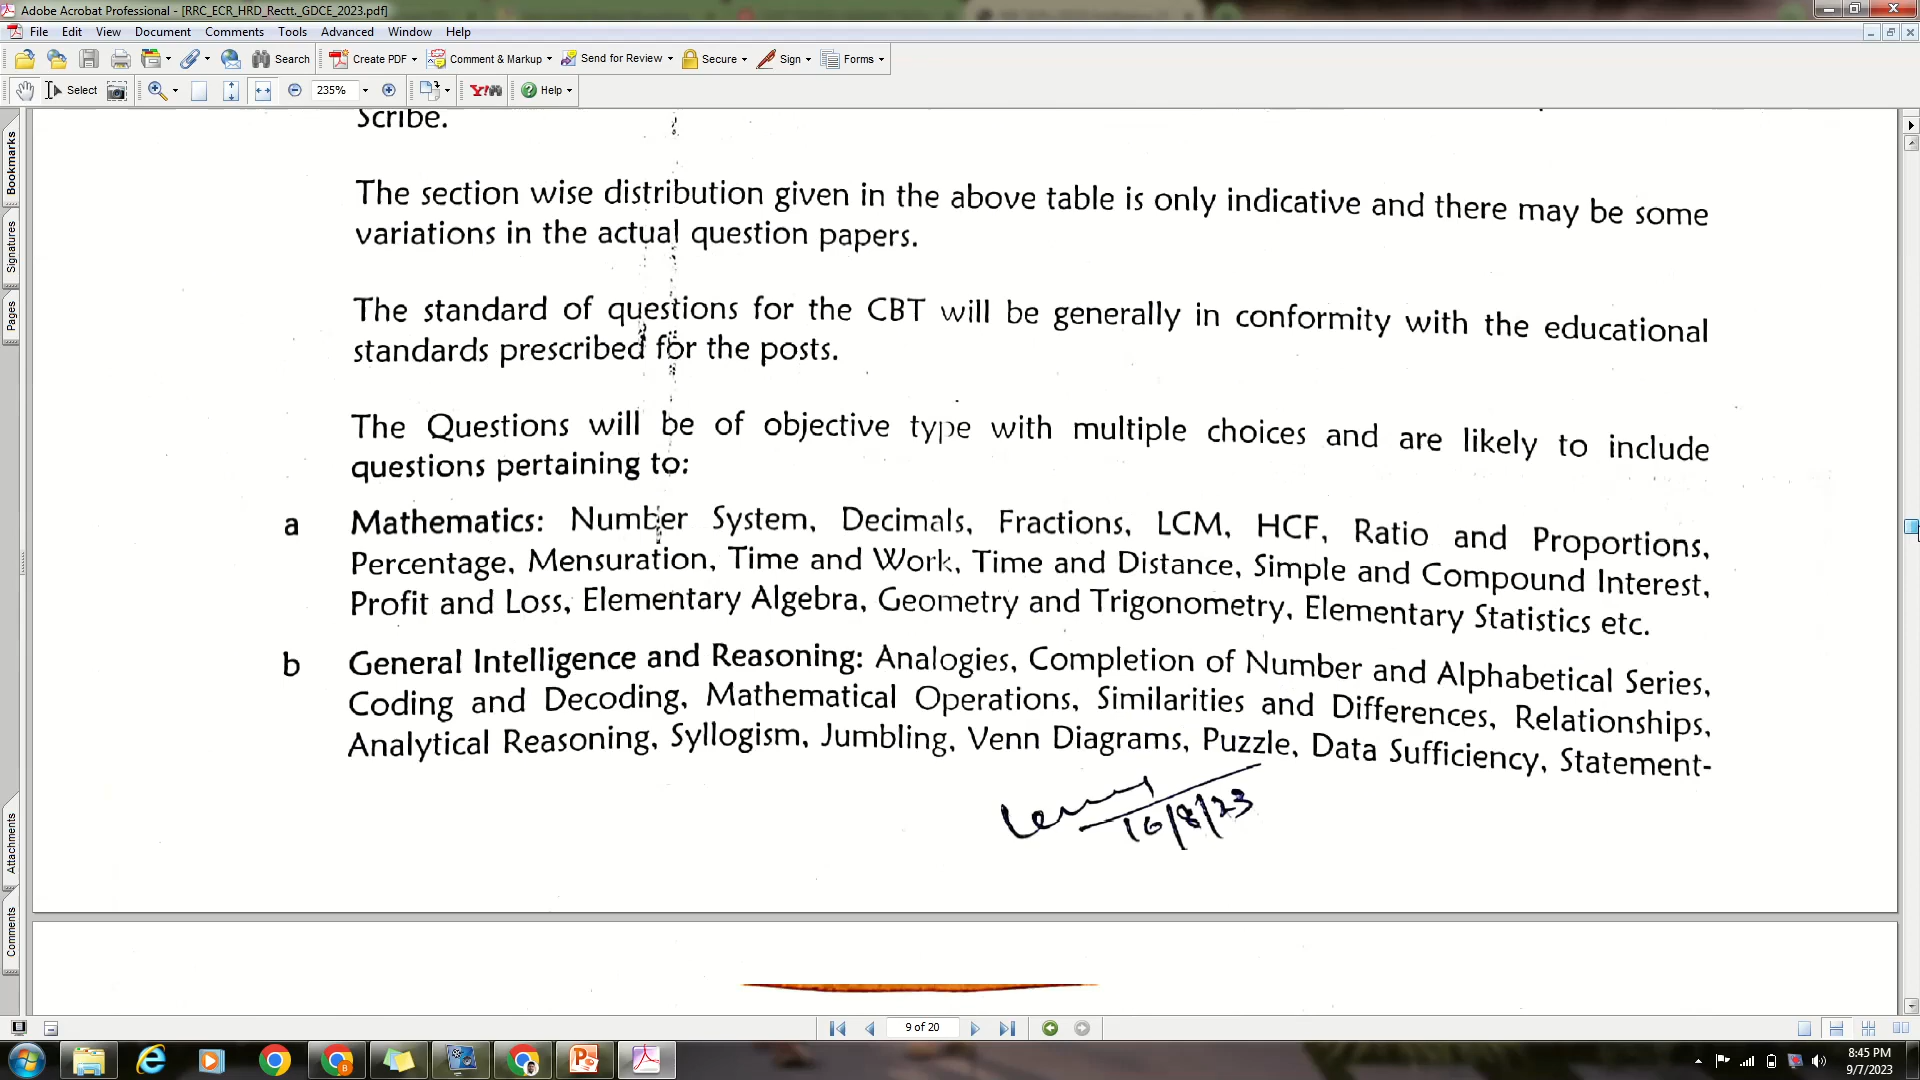 Adobe Acrobat Professional - [RRC_ECR_HRD_Rectt._GDCE_2023.pdf]
File Edit View Document Comments Tools Advanced Window Help
Search Create PDF Comment & Markup Send for Review Secure Sign Forms
Select 235% Y! Help
Bookmarks
Signatures
Pages
Attachments
Comments
Scribe.
The section wise distribution given in the above table is only indicative and there may be some
variations in the actual question papers.
The standard of questions for the CBT will be generally in conformity with the educational
standards prescribed for the posts.
The Questions will be of objective type with multiple choices and are likely to include
questions pertaining to:
a Mathematics: Number System, Decimals, Fractions, LCM, HCF, Ratio and Proportions,
Percentage, Mensuration, Time and Work, Time and Distance, Simple and Compound Interest,
Profit and Loss, Elementary Algebra, Geometry and Trigonometry, Elementary Statistics etc.
b General Intelligence and Reasoning: Analogies, Completion of Number and Alphabetical Series,
Coding and Decoding, Mathematical Operations, Similarities and Differences, Relationships,
Analytical Reasoning, Syllogism, Jumbling, Venn Diagrams, Puzzle, Data Sufficiency, Statement-
16/8/23
9 of 20
8:45 PM
9/7/2023